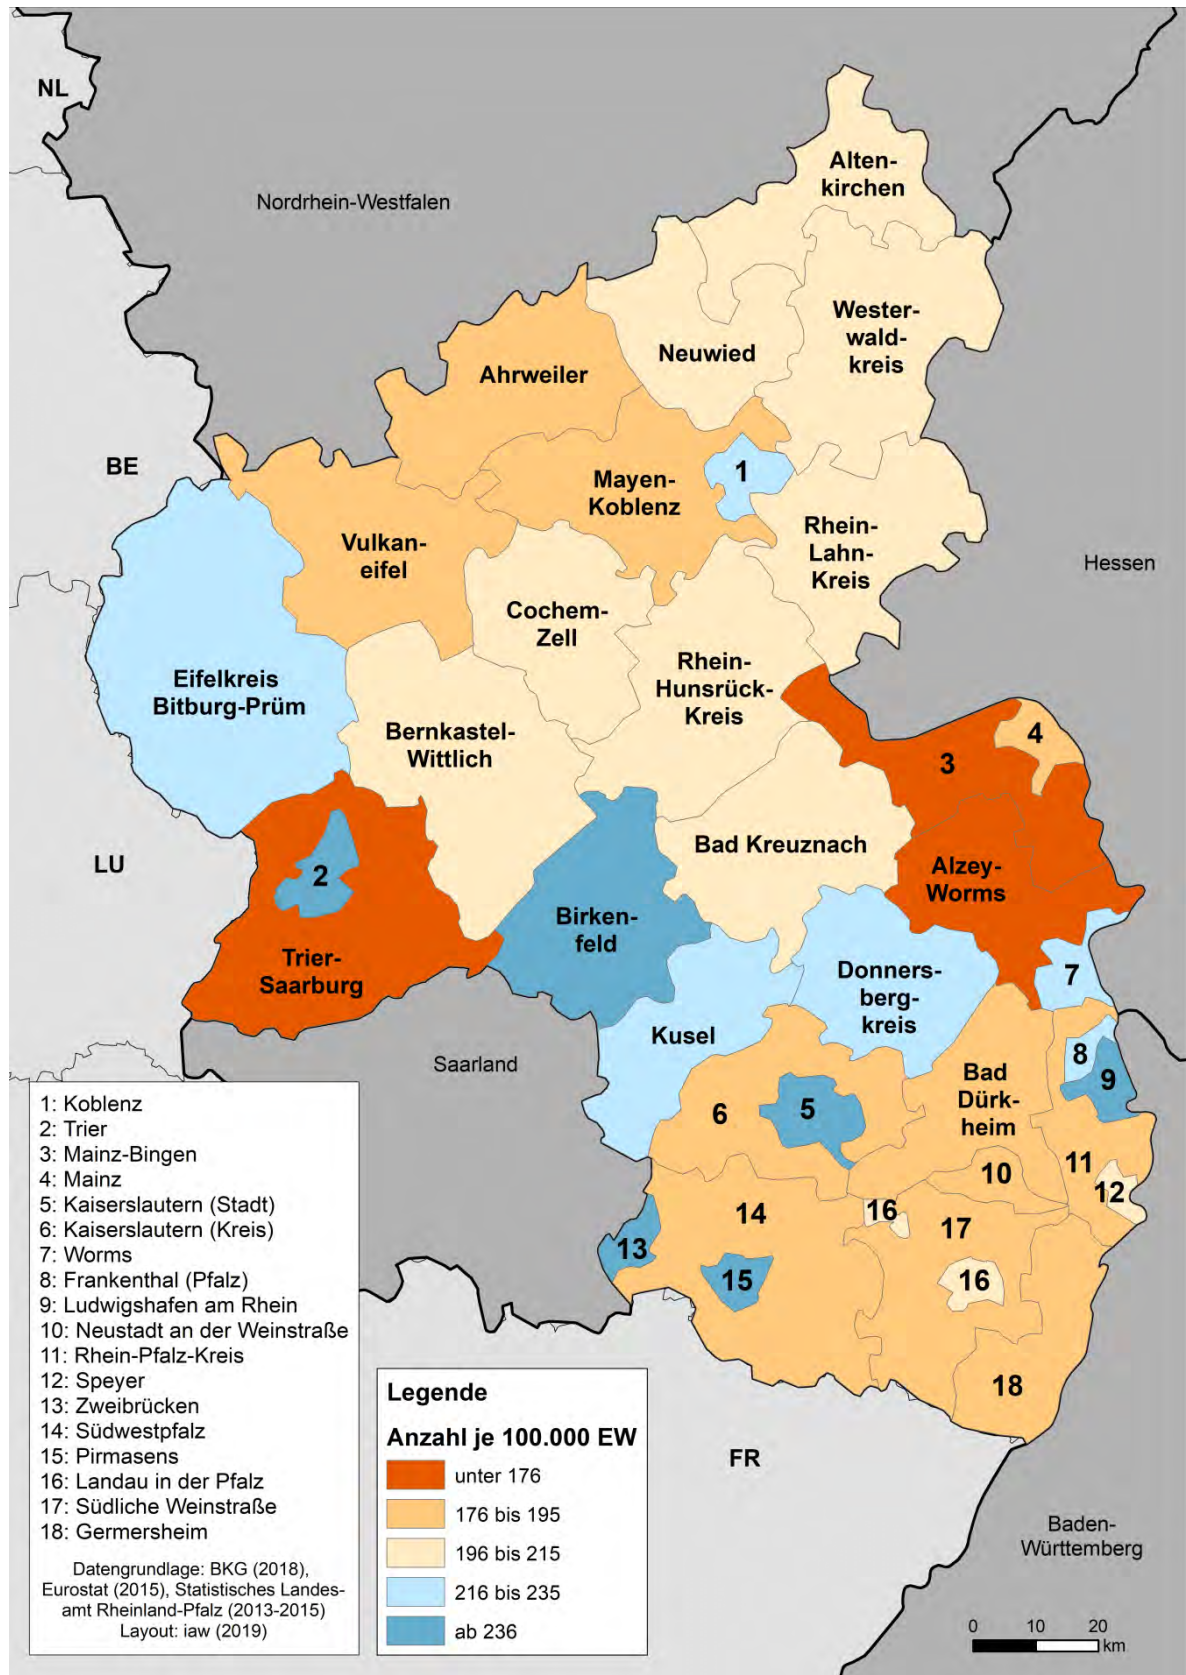 NL
Nordrhein-Westfalen
Alten-
kirchen
Wester-
wald-
kreis
Neuwied
Ahrweiler
BE
Mayen-
Koblenz
1
Rhein-
Lahn-
Kreis
Hessen
Vulkan-
eifel
Cochem-
Zell
Eifelkreis
Bitburg-Prüm
Rhein-
Hunsrück-
Kreis
Bernkastel-
Wittlich
4
3
LU
2
Bad Kreuznach
Alzey-
Worms
Birken-
feld
Trier-
Saarburg
Donners-
berg-
kreis
7
Kusel
Saarland
8
9
Bad
Dürk-
heim
6
5
11
10
12
14
16
17
13
15
16
18
FR
Baden-
Württemberg
1: Koblenz
2: Trier
3: Mainz-Bingen
4: Mainz
5: Kaiserslautern (Stadt)
6: Kaiserslautern (Kreis)
7: Worms
8: Frankenthal (Pfalz)
9: Ludwigshafen am Rhein
10: Neustadt an der Weinstraße
11: Rhein-Pfalz-Kreis
12: Speyer
13: Zweibrücken
14: Südwestpfalz
15: Pirmasens
16: Landau in der Pfalz
17: Südliche Weinstraße
18: Germersheim
Datengrundlage: BKG (2018),
Eurostat (2015), Statistisches Landes-
amt Rheinland-Pfalz (2013-2015)
Layout: iaw (2019)
Legende
Anzahl je 100.000 EW
unter 176
176 bis 195
196 bis 215
216 bis 235
ab 236
0 10 20
km